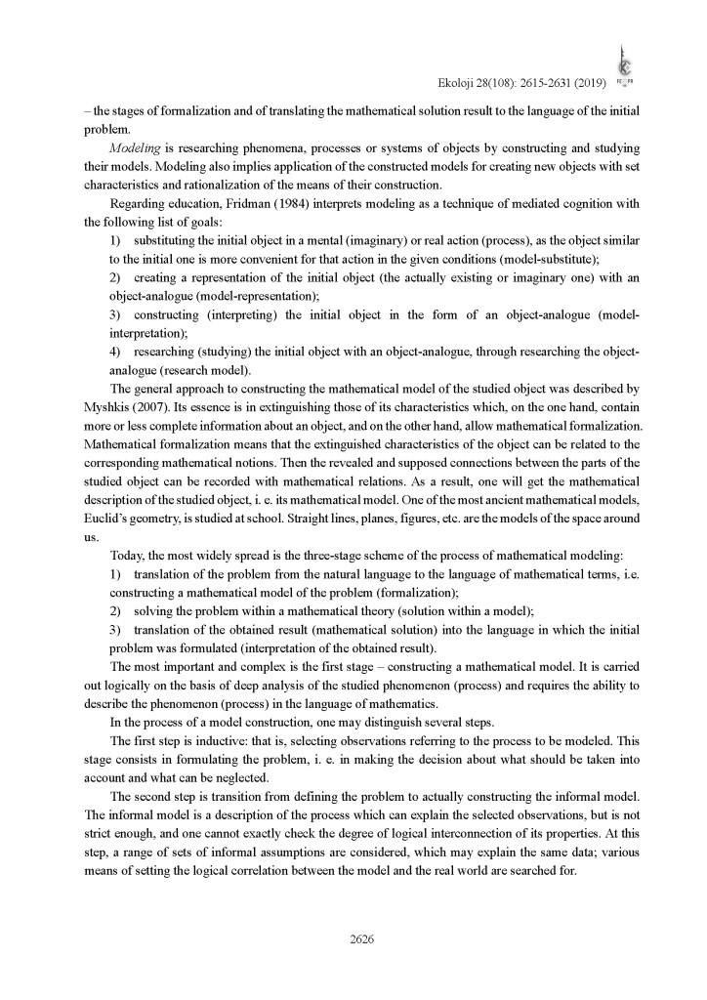 Ekoloji 28(108): 2615-2631 (2019)
FE PR
– the stages of formalization and of translating the mathematical solution result to the language of the initial
problem.
Modeling is researching phenomena, processes or systems of objects by constructing and studying
their models. Modeling also implies application of the constructed models for creating new objects with set
characteristics and rationalization of the means of their construction.
Regarding education, Fridman (1984) interprets modeling as a technique of mediated cognition with
the following list of goals:
1) substituting the initial object in a mental (imaginary) or real action (process), as the object similar
to the initial one is more convenient for that action in the given conditions (model-substitute);
2) creating a representation of the initial object (the actually existing or imaginary one) with an
object-analogue (model-representation);
3) constructing (interpreting) the initial object in the form of an object-analogue (model-
interpretation);
4) researching (studying) the initial object with an object-analogue, through researching the object-
analogue (research model).
The general approach to constructing the mathematical model of the studied object was described by
Myshkis (2007). Its essence is in extinguishing those of its characteristics which, on the one hand, contain
more or less complete information about an object, and on the other hand, allow mathematical formalization.
Mathematical formalization means that the extinguished characteristics of the object can be related to the
corresponding mathematical notions. Then the revealed and supposed connections between the parts of the
studied object can be recorded with mathematical relations. As a result, one will get the mathematical
description of the studied object, i. e. its mathematical model. One of the most ancient mathematical models,
Euclid's geometry, is studied at school. Straight lines, planes, figures, etc. are the models of the space around
us.
Today, the most widely spread is the three-stage scheme of the process of mathematical modeling:
1) translation of the problem from the natural language to the language of mathematical terms, i.e.
constructing a mathematical model of the problem (formalization);
2) solving the problem within a mathematical theory (solution within a model);
3) translation of the obtained result (mathematical solution) into the language in which the initial
problem was formulated (interpretation of the obtained result).
The most important and complex is the first stage – constructing a mathematical model. It is carried
out logically on the basis of deep analysis of the studied phenomenon (process) and requires the ability to
describe the phenomenon (process) in the language of mathematics.
In the process of a model construction, one may distinguish several steps.
The first step is inductive: that is, selecting observations referring to the process to be modeled. This
stage consists in formulating the problem, i. e. in making the decision about what should be taken into
account and what can be neglected.
The second step is transition from defining the problem to actually constructing the informal model.
The informal model is a description of the process which can explain the selected observations, but is not
strict enough, and one cannot exactly check the degree of logical interconnection of its properties. At this
step, a range of sets of informal assumptions are considered, which may explain the same data; various
means of setting the logical correlation between the model and the real world are searched for.
2626